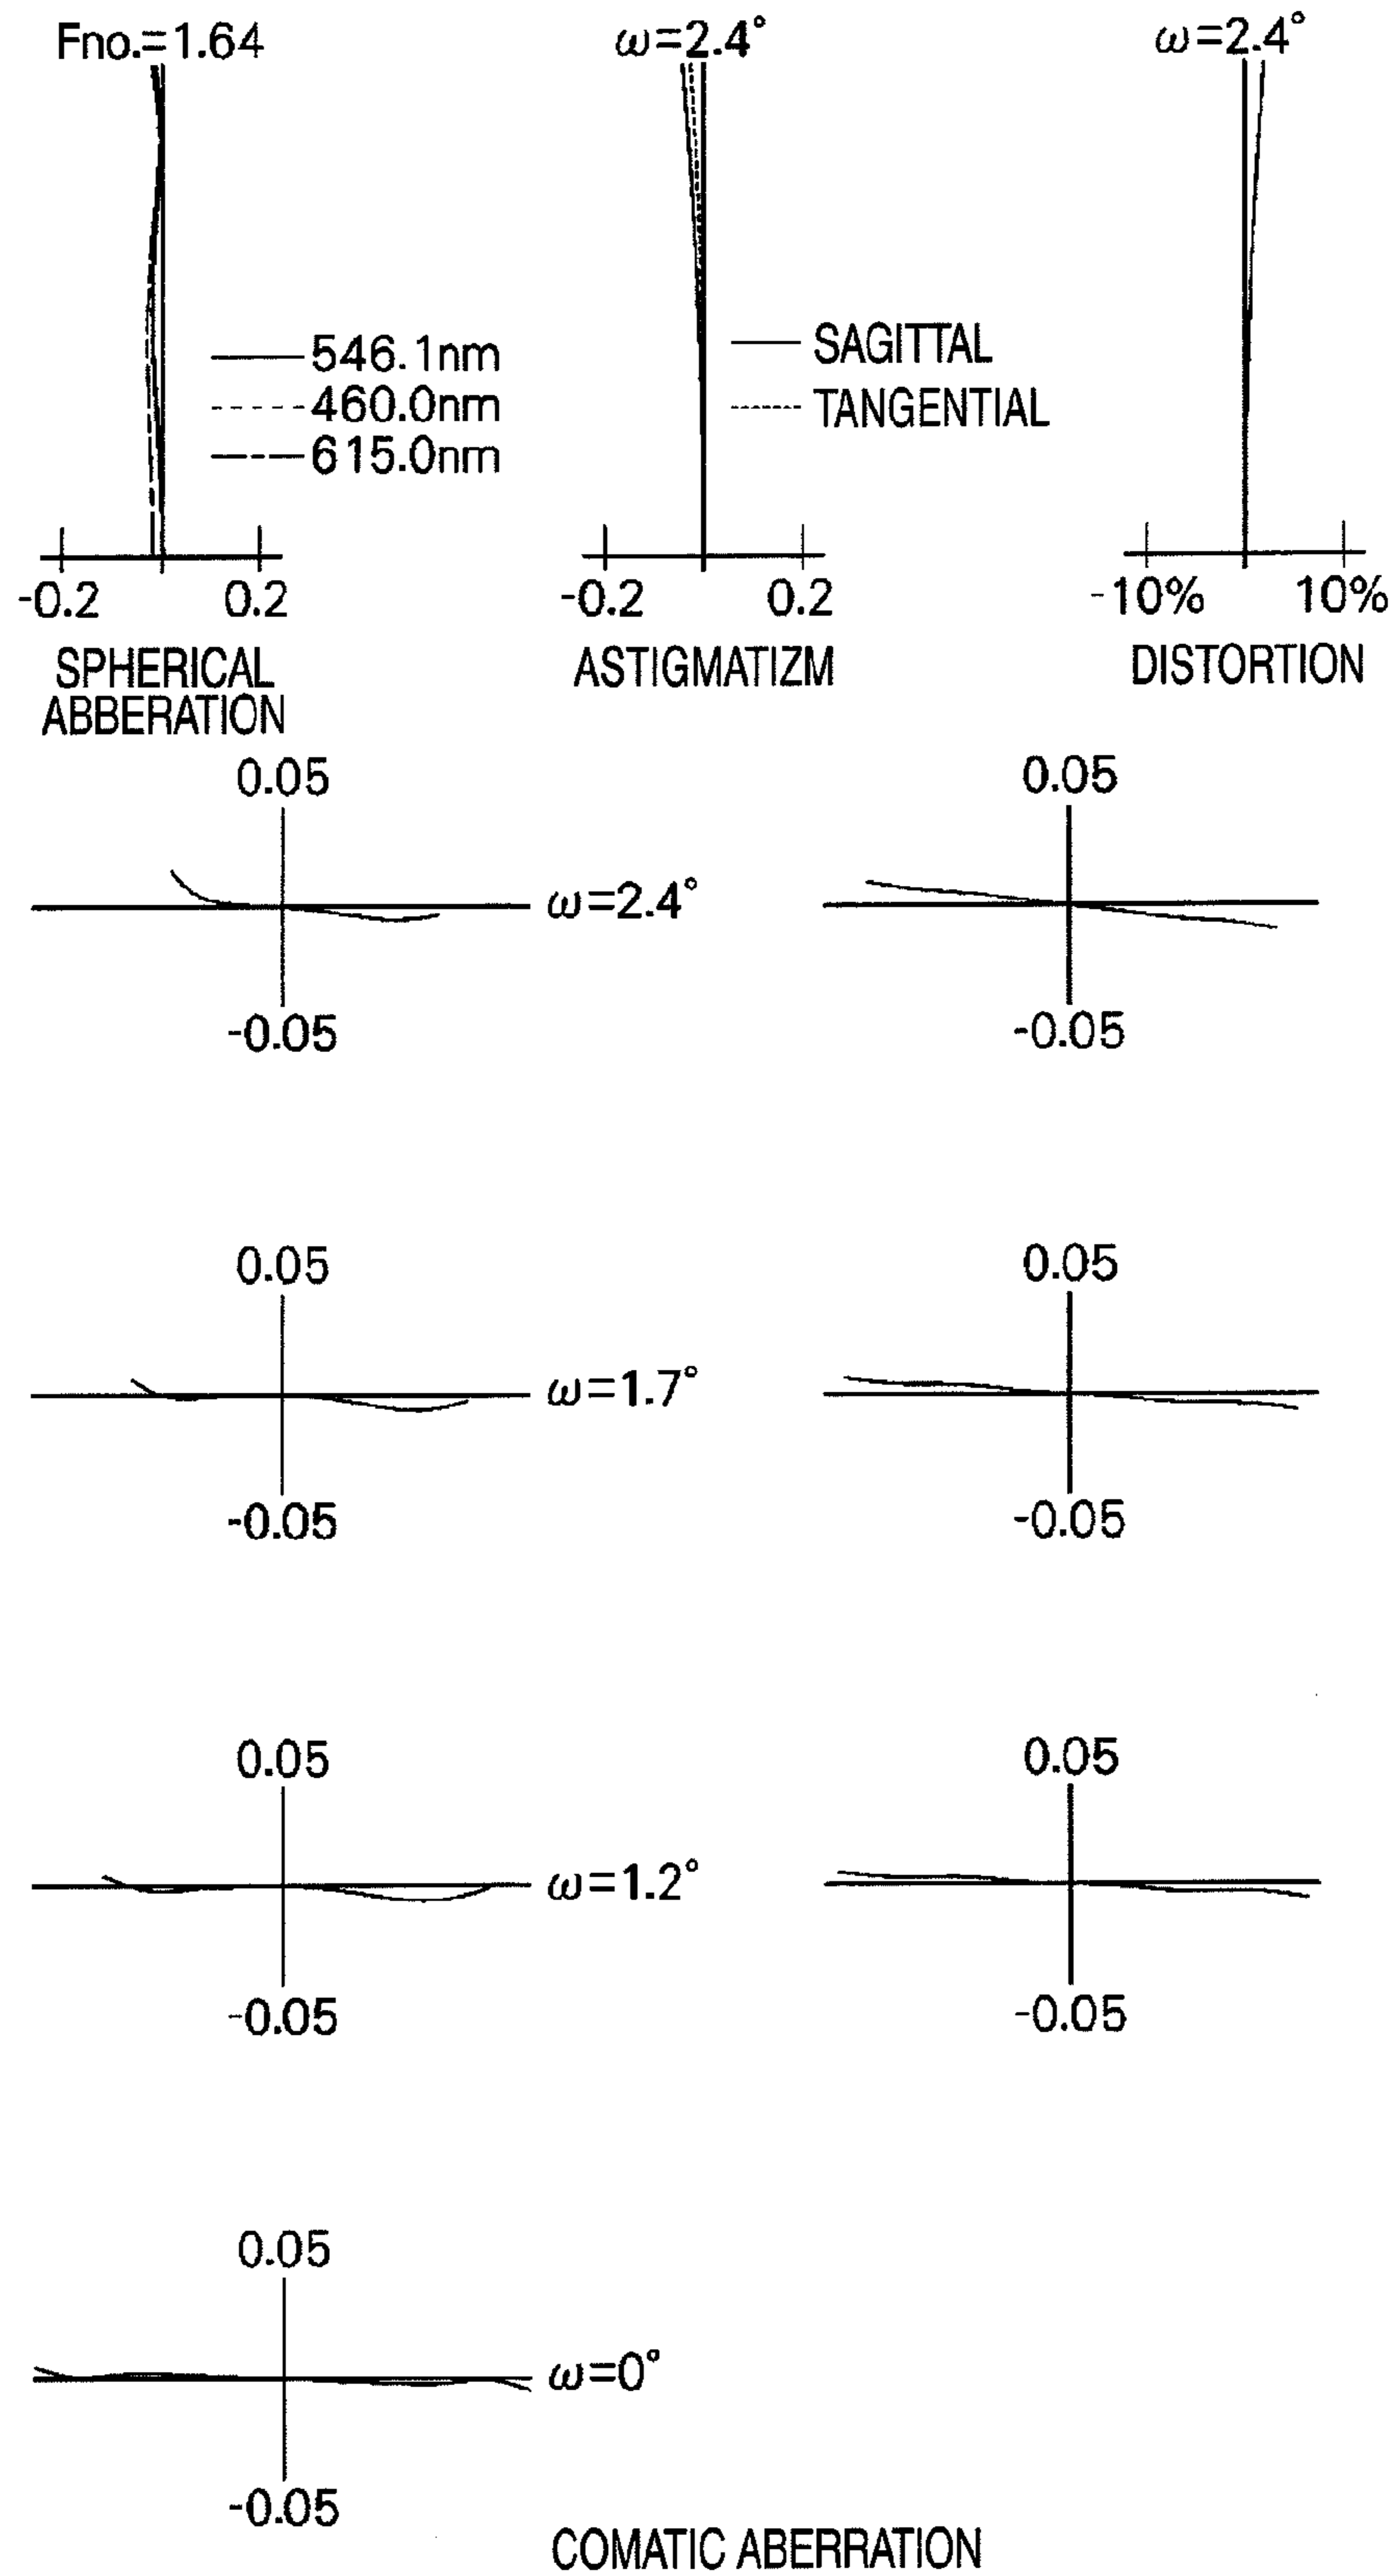 Fno.=1.64
ω=2.4°
ω=2.4°
546.1nm
460.0nm
615.0nm
SAGITTAL
TANGENTIAL
-0.2
0.2
-0.2
0.2
-10%
10%
SPHERICAL
ABBERATION
ASTIGMATIZM
DISTORTION
0.05
0.05
ω=2.4°
-0.05
-0.05
0.05
0.05
ω=1.7°
-0.05
-0.05
0.05
0.05
ω=1.2°
-0.05
-0.05
0.05
ω=0°
-0.05
COMATIC ABERRATION